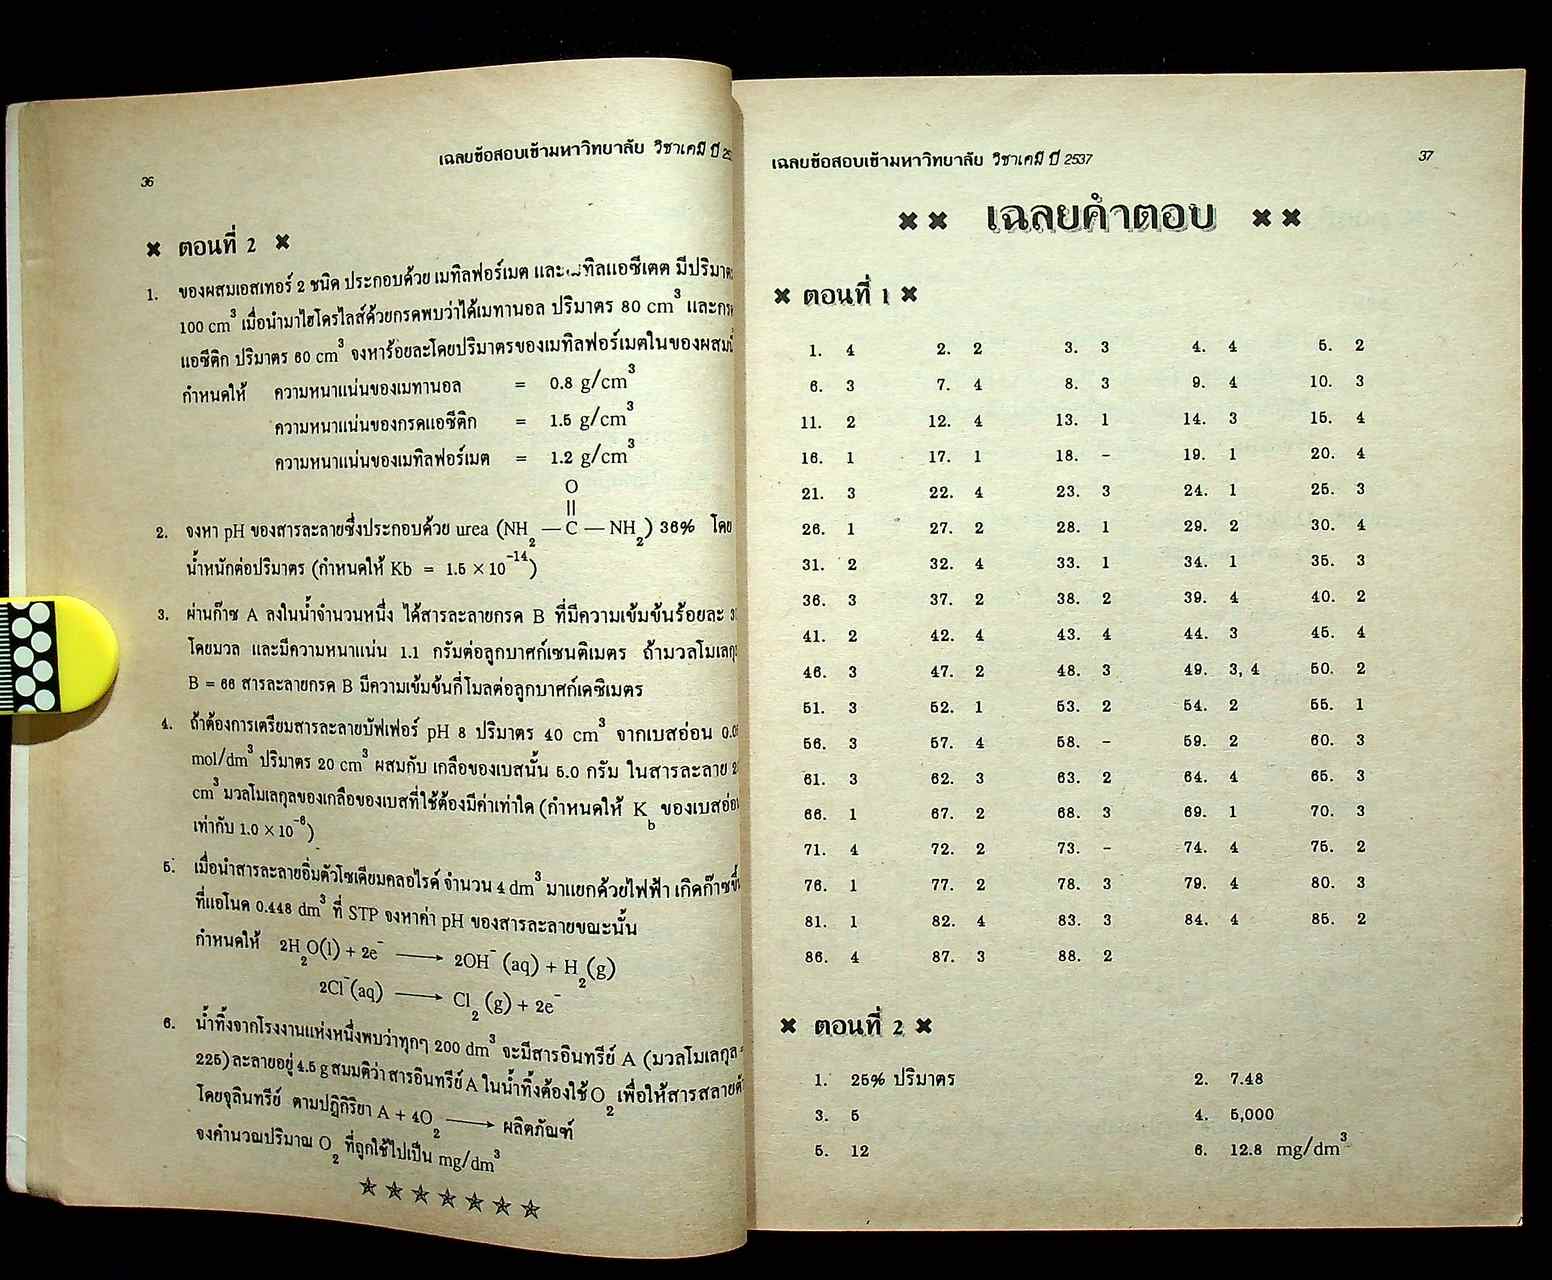 เฉลยข้อสอบเข้ามหาวิทยาลัย วิชาเคมี ปี
36
✖ ตอนที่ 2 ✖
1. ของผสมเอสเทอร์ 2 ชนิด ประกอบด้วย เมทิลฟอร์เมต และเมทิลแอซีเตต มีปริมาตร
100 cm³ เมื่อนำมาไฮโดรไลส์ด้วยกรดพบว่าได้เมทานอล ปริมาตร 80 cm³ และกรด
แอซีติก ปริมาตร 60 cm³ จงหาร้อยละโดยปริมาตรของเมทิลฟอร์เมตในของผสมนี้
กำหนดให้ ความหนาแน่นของเมทานอล = 0.8 g/cm³
ความหนาแน่นของกรดแอซีติก = 1.5 g/cm³
ความหนาแน่นของเมทิลฟอร์เมต = 1.2 g/cm³
O
||
2. จงหา pH ของสารละลายซึ่งประกอบด้วย urea (NH₂ — C — NH₂) 36% โดย
น้ำหนักต่อปริมาตร (กำหนดให้ Kb = 1.5 × 10⁻¹⁴)
3. ผ่านก๊าซ A ลงในน้ำจำนวนหนึ่ง ได้สารละลายกรด B ที่มีความเข้มข้นร้อยละ
โดยมวล และมีความหนาแน่น 1.1 กรัมต่อลูกบาศก์เซนติเมตร ถ้ามวลโมเลกุล
B = 66 สารละลายกรด B มีความเข้มข้นกี่โมลต่อลูกบาศก์เดซิเมตร
4. ถ้าต้องการเตรียมสารละลายบัฟเฟอร์ pH 8 ปริมาตร 40 cm³ จากเบสอ่อน
mol/dm³ ปริมาตร 20 cm³ ผสมกับ เกลือของเบสนั้น 5.0 กรัม ในสารละลาย
cm³ มวลโมเลกุลของเกลือของเบสที่ใช้ต้องมีค่าเท่าใด (กำหนดให้ K_b ของเบสอ่อน
เท่ากับ 1.0 × 10⁻⁶)
5. เมื่อนำสารละลายอิ่มตัวโซเดียมคลอไรด์ จำนวน 4 dm³ มาแยกด้วยไฟฟ้า เกิดก๊าซขึ้น
ที่แอโนด 0.448 dm³ ที่ STP จงหาค่า pH ของสารละลายขณะนั้น
กำหนดให้ 2H₂O(l) + 2e⁻ ⟶ 2OH⁻ (aq) + H₂(g)
2Cl⁻(aq) ⟶ Cl₂ (g) + 2e⁻
6. น้ำทิ้งจากโรงงานแห่งหนึ่งพบว่าทุกๆ 200 dm³ จะมีสารอินทรีย์ A (มวลโมเลกุล =
225) ละลายอยู่ 4.5 g สมมติว่าสารอินทรีย์ A ในน้ำทิ้งต้องใช้ O₂ เพื่อให้สารสลายตัว
โดยจุลินทรีย์ ตามปฏิกิริยา A + 4O₂ ⟶ ผลิตภัณฑ์
จงคำนวณปริมาณ O₂ ที่ถูกใช้ไปเป็น mg/dm³
☆ ☆ ☆ ☆ ☆ ☆ ☆
เฉลยข้อสอบเข้ามหาวิทยาลัย วิชาเคมี ปี 2537 37
✖ ✖ เฉลยคำตอบ ✖ ✖
✖ ตอนที่ 1 ✖
1. 4 2. 2 3. 3 4. 4 5. 2
6. 3 7. 4 8. 3 9. 4 10. 3
11. 2 12. 4 13. 1 14. 3 15. 4
16. 1 17. 1 18. – 19. 1 20. 4
21. 3 22. 4 23. 3 24. 1 25. 3
26. 1 27. 2 28. 1 29. 2 30. 4
31. 2 32. 4 33. 1 34. 1 35. 3
36. 3 37. 2 38. 2 39. 4 40. 2
41. 2 42. 4 43. 4 44. 3 45. 4
46. 3 47. 2 48. 3 49. 3, 4 50. 2
51. 3 52. 1 53. 2 54. 2 55. 1
56. 3 57. 4 58. – 59. 2 60. 3
61. 3 62. 3 63. 2 64. 4 65. 3
66. 1 67. 2 68. 3 69. 1 70. 3
71. 4 72. 2 73. – 74. 4 75. 2
76. 1 77. 2 78. 3 79. 4 80. 3
81. 1 82. 4 83. 3 84. 4 85. 2
86. 4 87. 3 88. 2
✖ ตอนที่ 2 ✖
1. 25% ปริมาตร 2. 7.48
3. 5 4. 5,000
5. 12 6. 12.8 mg/dm³